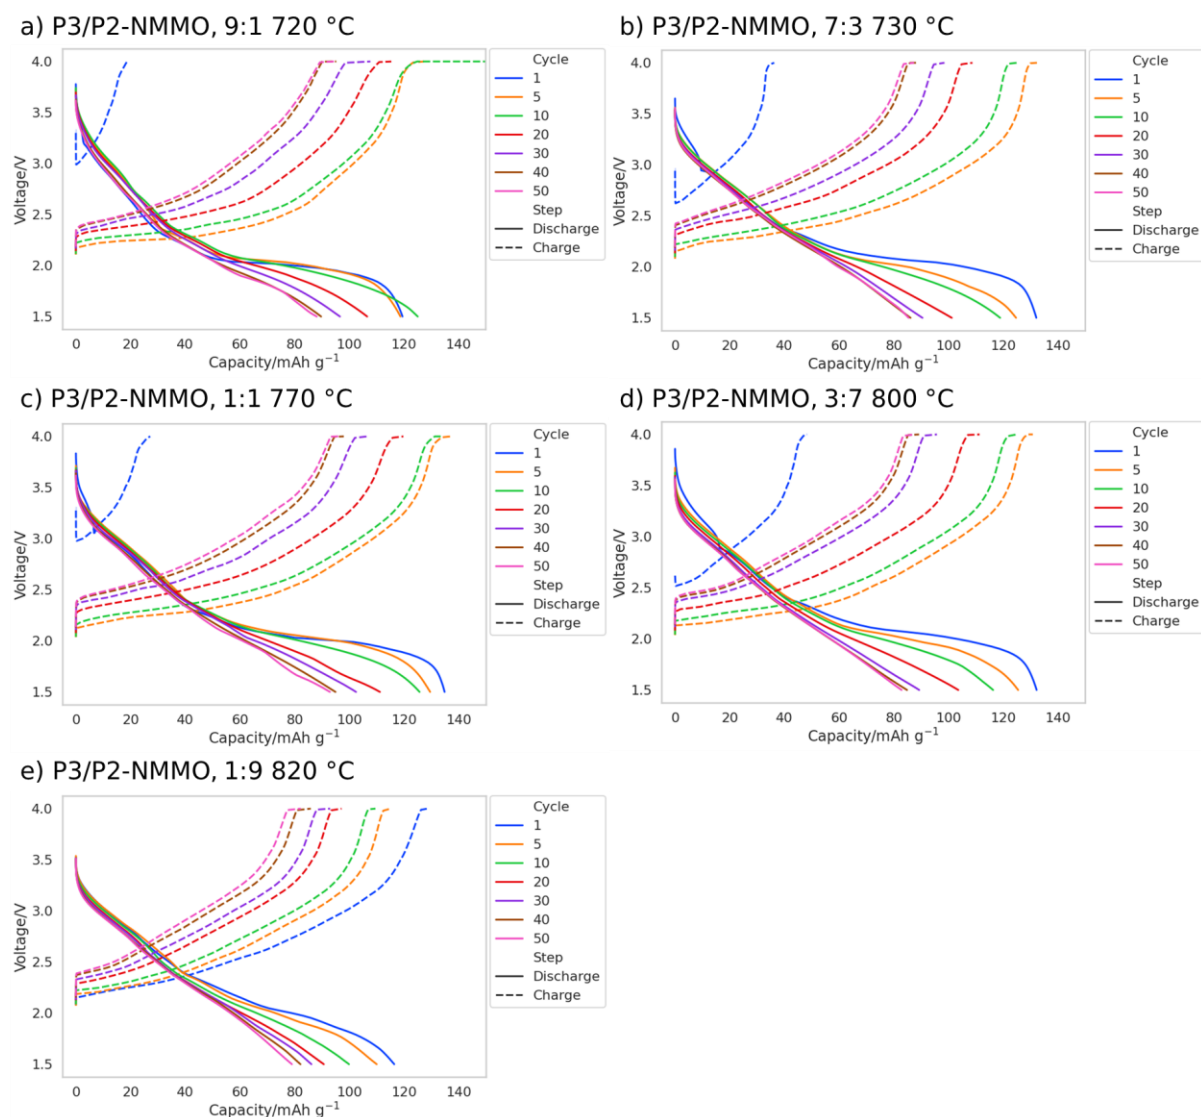 a) P3/P2-NMMO, 9:1 720 °C
4.0
3.5
3.0
2.5
2.0
1.5
Voltage/V
0 20 40 60 80 100 120 140
Capacity/mAh g⁻¹
Cycle
1
5
10
20
30
40
50
Step
Discharge
Charge
b) P3/P2-NMMO, 7:3 730 °C
4.0
3.5
3.0
2.5
2.0
1.5
Voltage/V
0 20 40 60 80 100 120 140
Capacity/mAh g⁻¹
Cycle
1
5
10
20
30
40
50
Step
Discharge
Charge
c) P3/P2-NMMO, 1:1 770 °C
4.0
3.5
3.0
2.5
2.0
1.5
Voltage/V
0 20 40 60 80 100 120 140
Capacity/mAh g⁻¹
Cycle
1
5
10
20
30
40
50
Step
Discharge
Charge
d) P3/P2-NMMO, 3:7 800 °C
4.0
3.5
3.0
2.5
2.0
1.5
Voltage/V
0 20 40 60 80 100 120 140
Capacity/mAh g⁻¹
Cycle
1
5
10
20
30
40
50
Step
Discharge
Charge
e) P3/P2-NMMO, 1:9 820 °C
4.0
3.5
3.0
2.5
2.0
1.5
Voltage/V
0 20 40 60 80 100 120 140
Capacity/mAh g⁻¹
Cycle
1
5
10
20
30
40
50
Step
Discharge
Charge